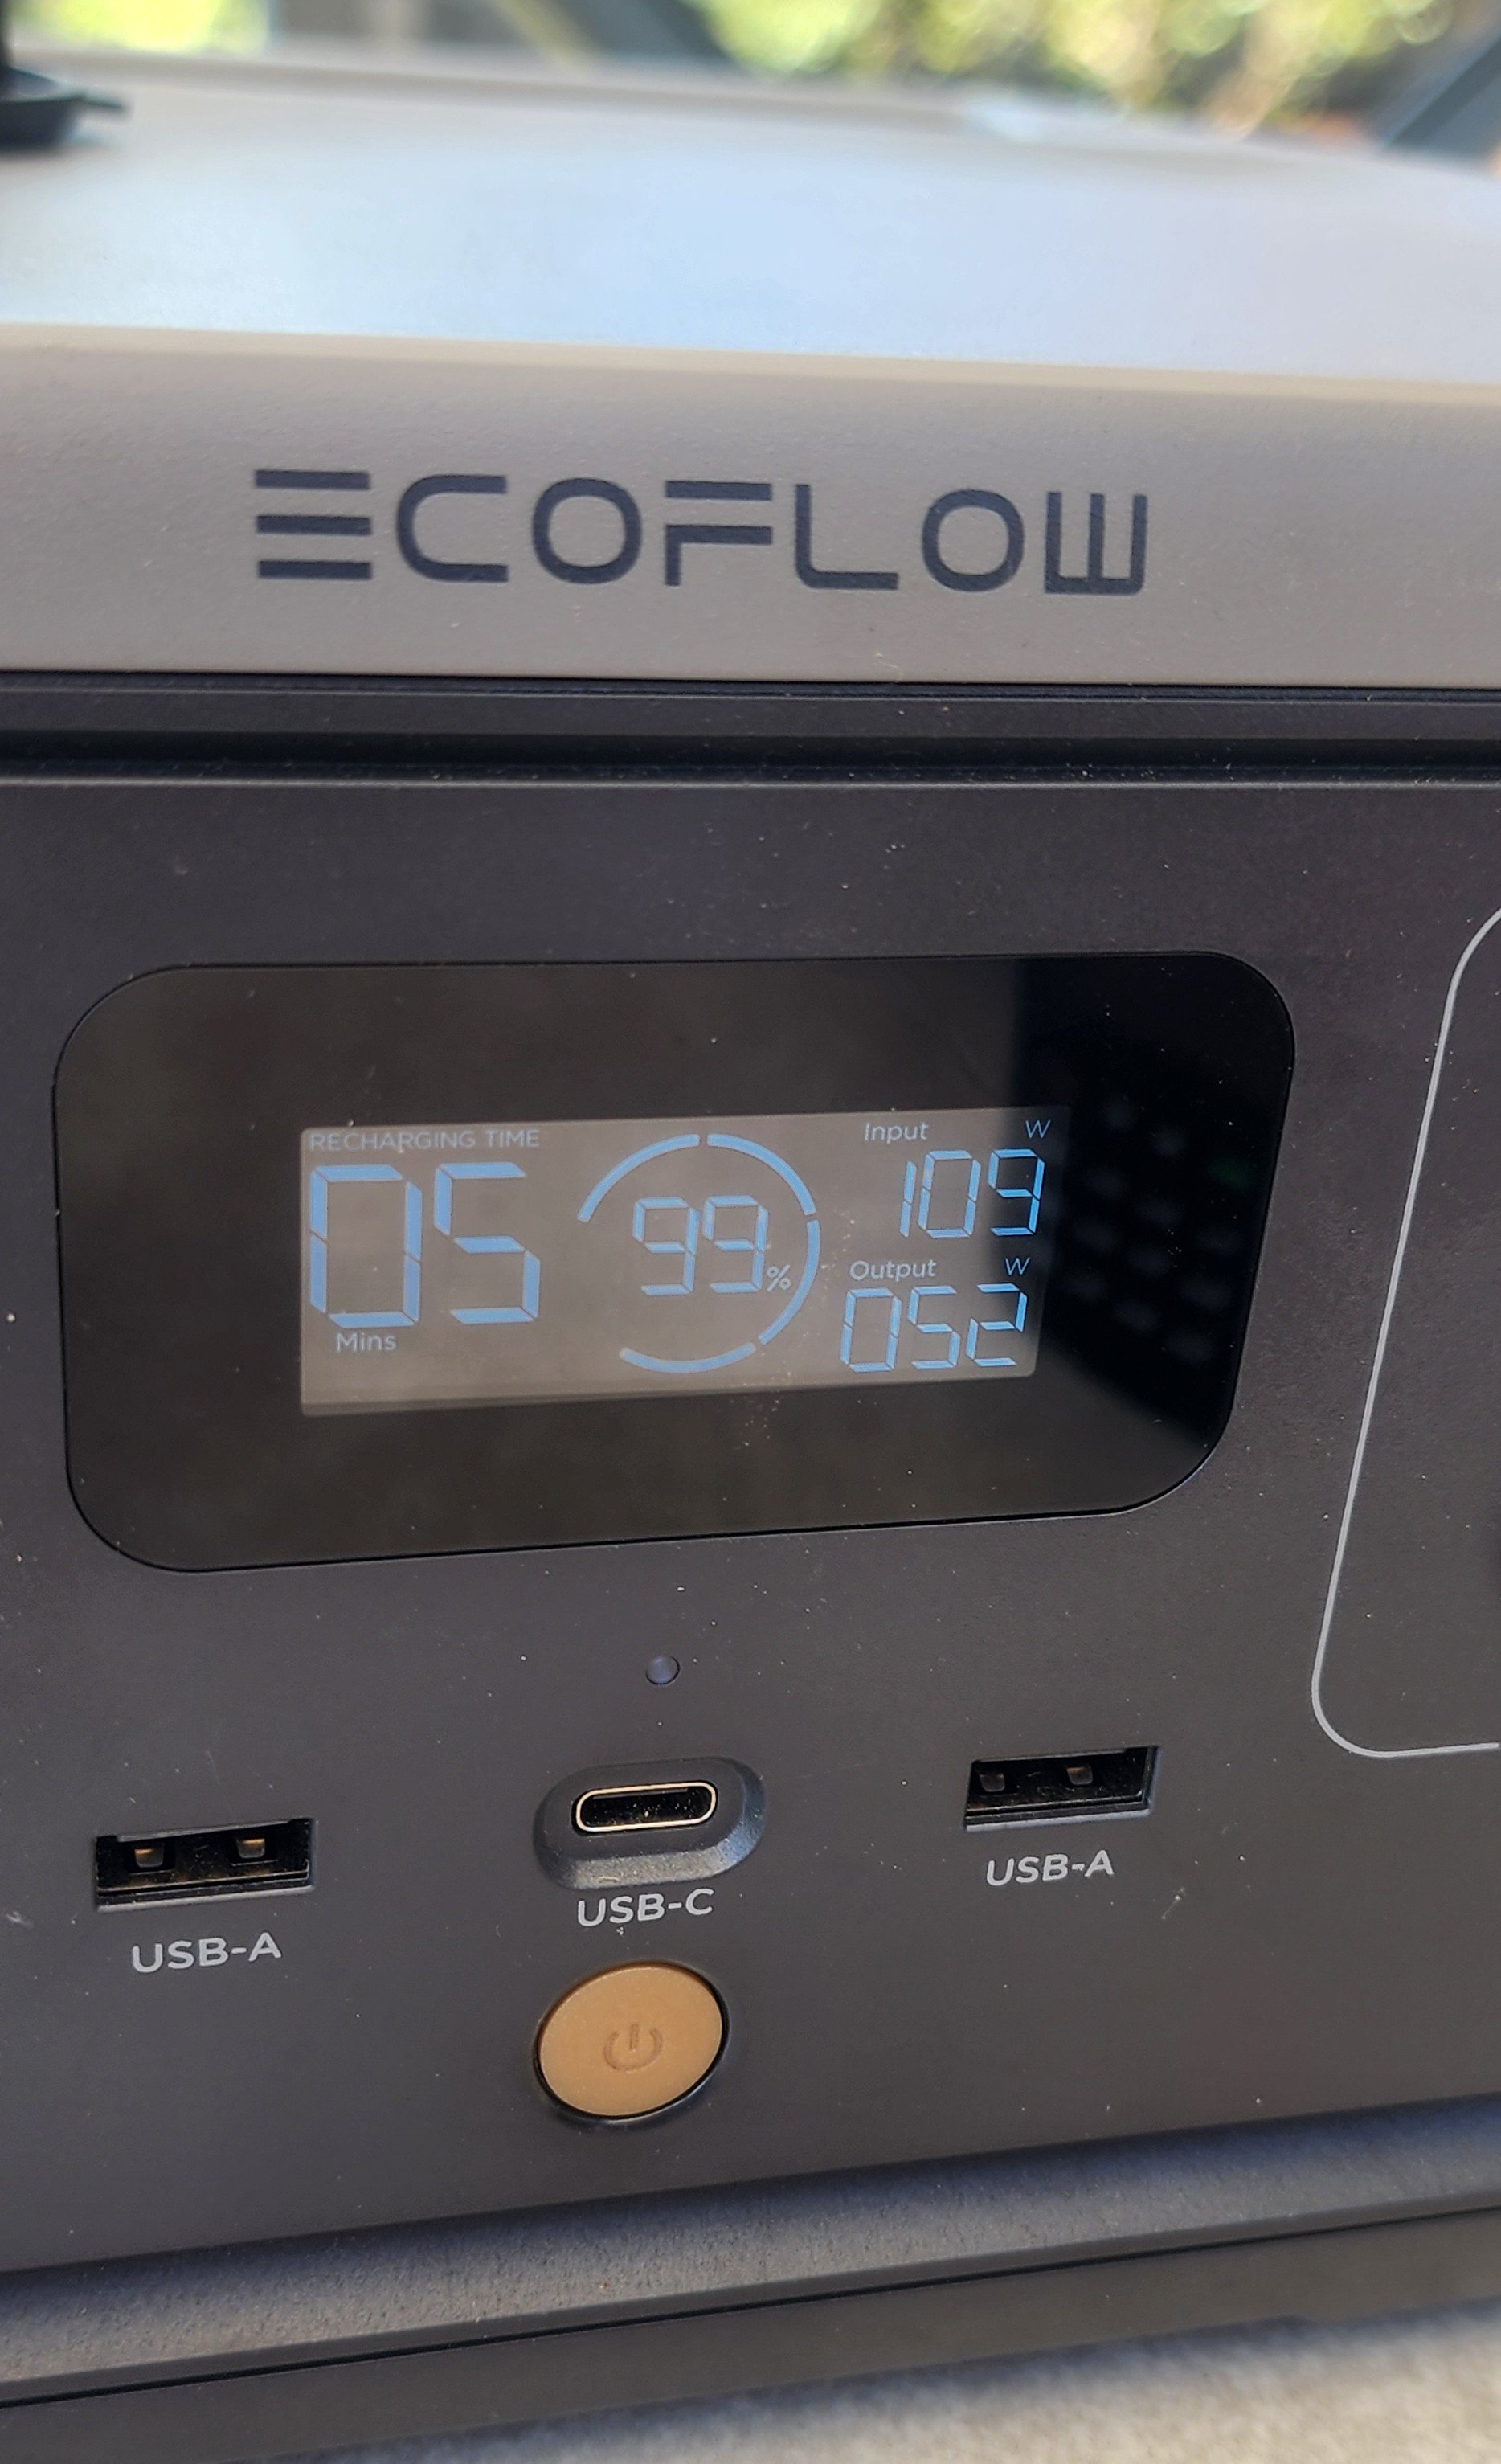 ECOFLOW
RECHARGING TIME
05
Mins
99%
Input W
109
Output W
052
USB-A
USB-C
USB-A